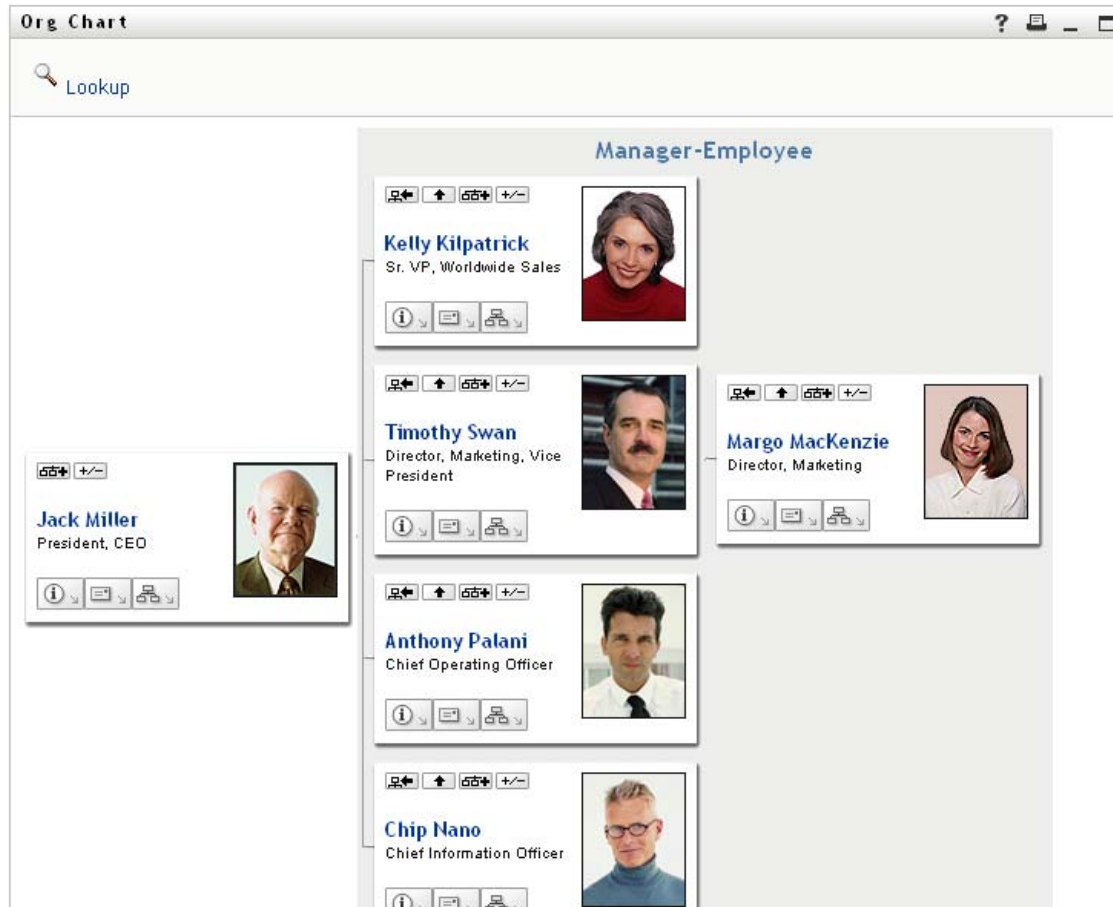 Org Chart
?
Lookup
Manager-Employee
+/-
Kelly Kilpatrick
Sr. VP, Worldwide Sales
+/-
Timothy Swan
Director, Marketing, Vice
President
+/-
Margo MacKenzie
Director, Marketing
+/-
Jack Miller
President, CEO
+/-
Anthony Palani
Chief Operating Officer
+/-
Chip Nano
Chief Information Officer